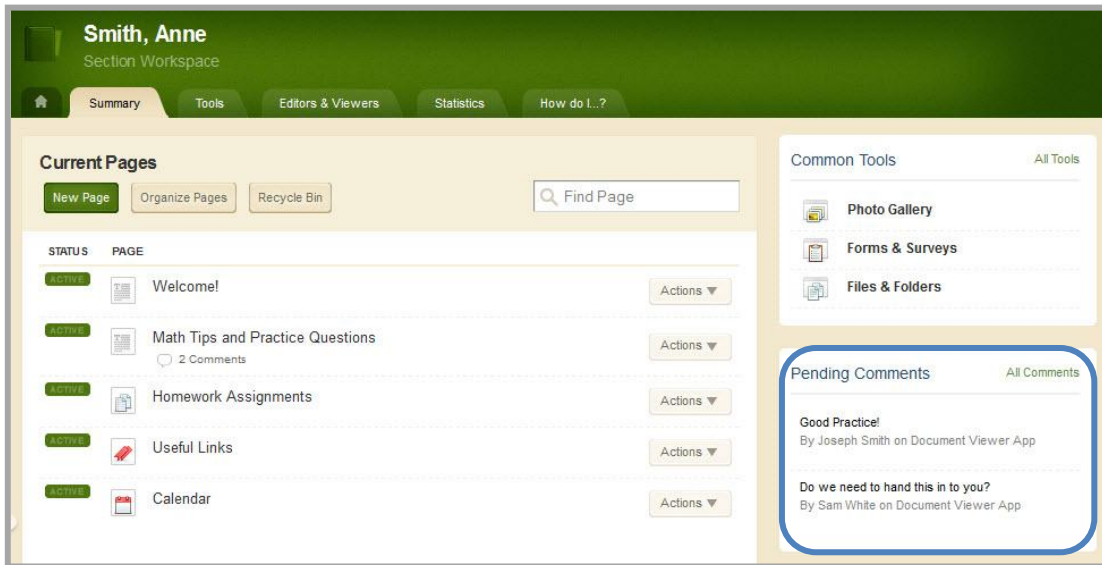 Smith, Anne
Section Workspace
Summary
Tools
Editors & Viewers
Statistics
How do I...?
Current Pages
New Page
Organize Pages
Recycle Bin
Find Page
STATUS PAGE
ACTIVE
Welcome!
Actions
ACTIVE
Math Tips and Practice Questions
2 Comments
Actions
ACTIVE
Homework Assignments
Actions
ACTIVE
Useful Links
Actions
ACTIVE
Calendar
Actions
Common Tools
All Tools
Photo Gallery
Forms & Surveys
Files & Folders
Pending Comments
All Comments
Good Practice!
By Joseph Smith on Document Viewer App
Do we need to hand this in to you?
By Sam White on Document Viewer App